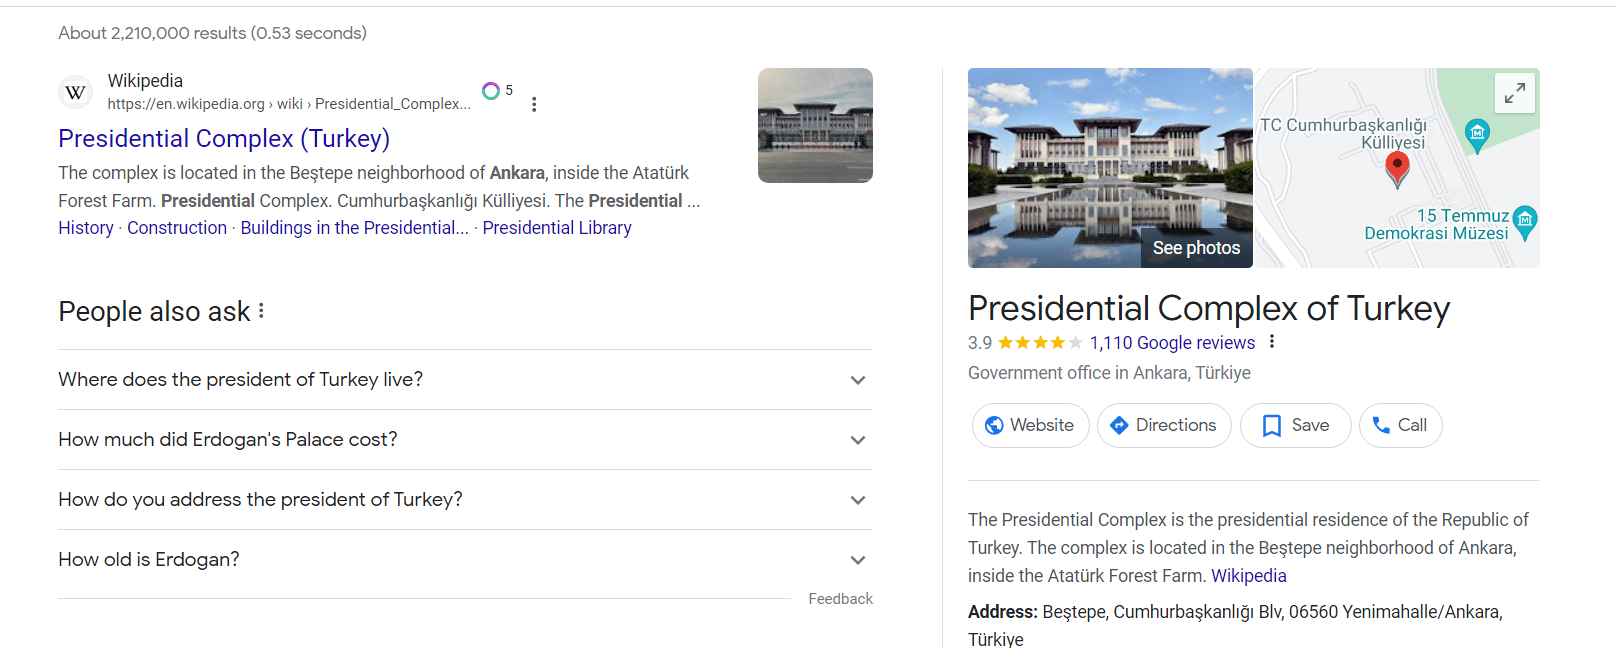 About 2,210,000 results (0.53 seconds)
W
Wikipedia
https://en.wikipedia.org › wiki › Presidential_Complex...
5
Presidential Complex (Turkey)
The complex is located in the Beştepe neighborhood of Ankara, inside the Atatürk
Forest Farm. Presidential Complex. Cumhurbaşkanlığı Külliyesi. The Presidential ...
History · Construction · Buildings in the Presidential... · Presidential Library
People also ask
Where does the president of Turkey live?
How much did Erdogan's Palace cost?
How do you address the president of Turkey?
How old is Erdogan?
Feedback
See photos
TC Cumhurbaşkanlığı
Külliyesi
15 Temmuz
Demokrasi Müzesi
Presidential Complex of Turkey
3.9 1,110 Google reviews
Government office in Ankara, Türkiye
Website Directions Save Call
The Presidential Complex is the presidential residence of the Republic of
Turkey. The complex is located in the Beştepe neighborhood of Ankara,
inside the Atatürk Forest Farm. Wikipedia
Address: Beştepe, Cumhurbaşkanlığı Blv, 06560 Yenimahalle/Ankara,
Türkiye